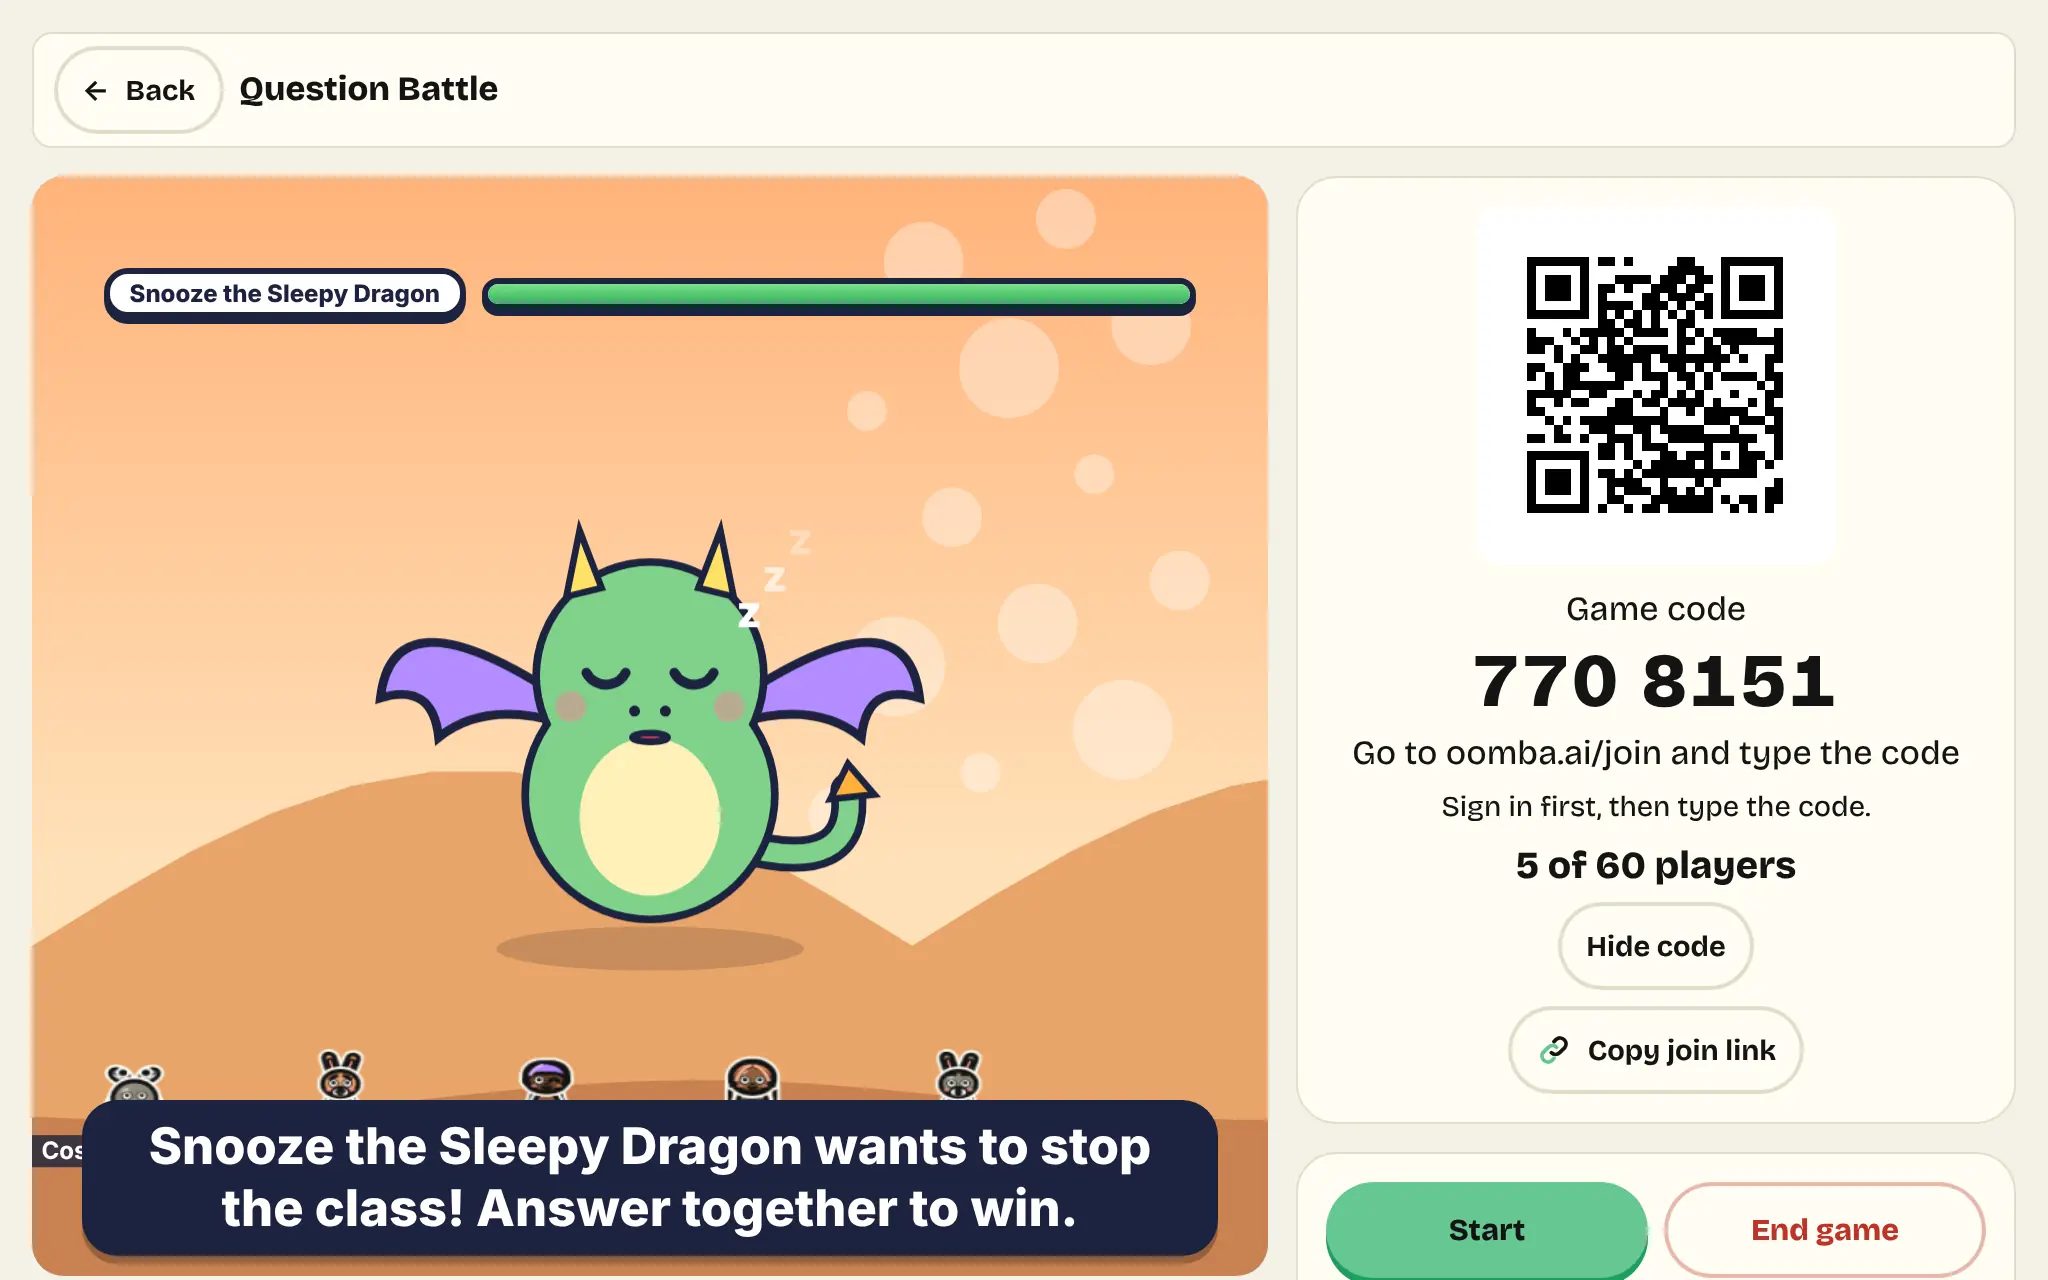 Back
Question Battle
Snooze the Sleepy Dragon
z
z
z
Snooze the Sleepy Dragon wants to stop
the class! Answer together to win.
Game code
770 8151
Go to oomba.ai/join and type the code
Sign in first, then type the code.
5 of 60 players
Hide code
Copy join link
Start
End game